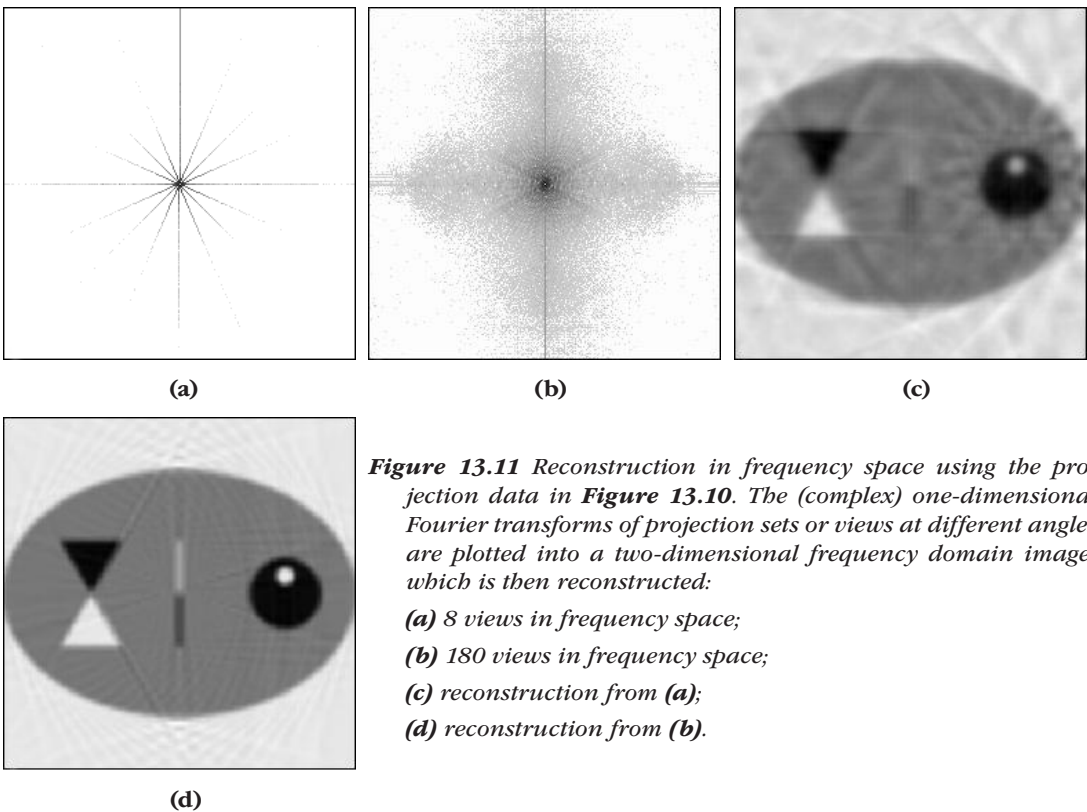 (a)
(b)
(c)
(d)
Figure 13.11 Reconstruction in frequency space using the pro
jection data in Figure 13.10. The (complex) one-dimensiona
Fourier transforms of projection sets or views at different angle
are plotted into a two-dimensional frequency domain image
which is then reconstructed:
(a) 8 views in frequency space;
(b) 180 views in frequency space;
(c) reconstruction from (a);
(d) reconstruction from (b).